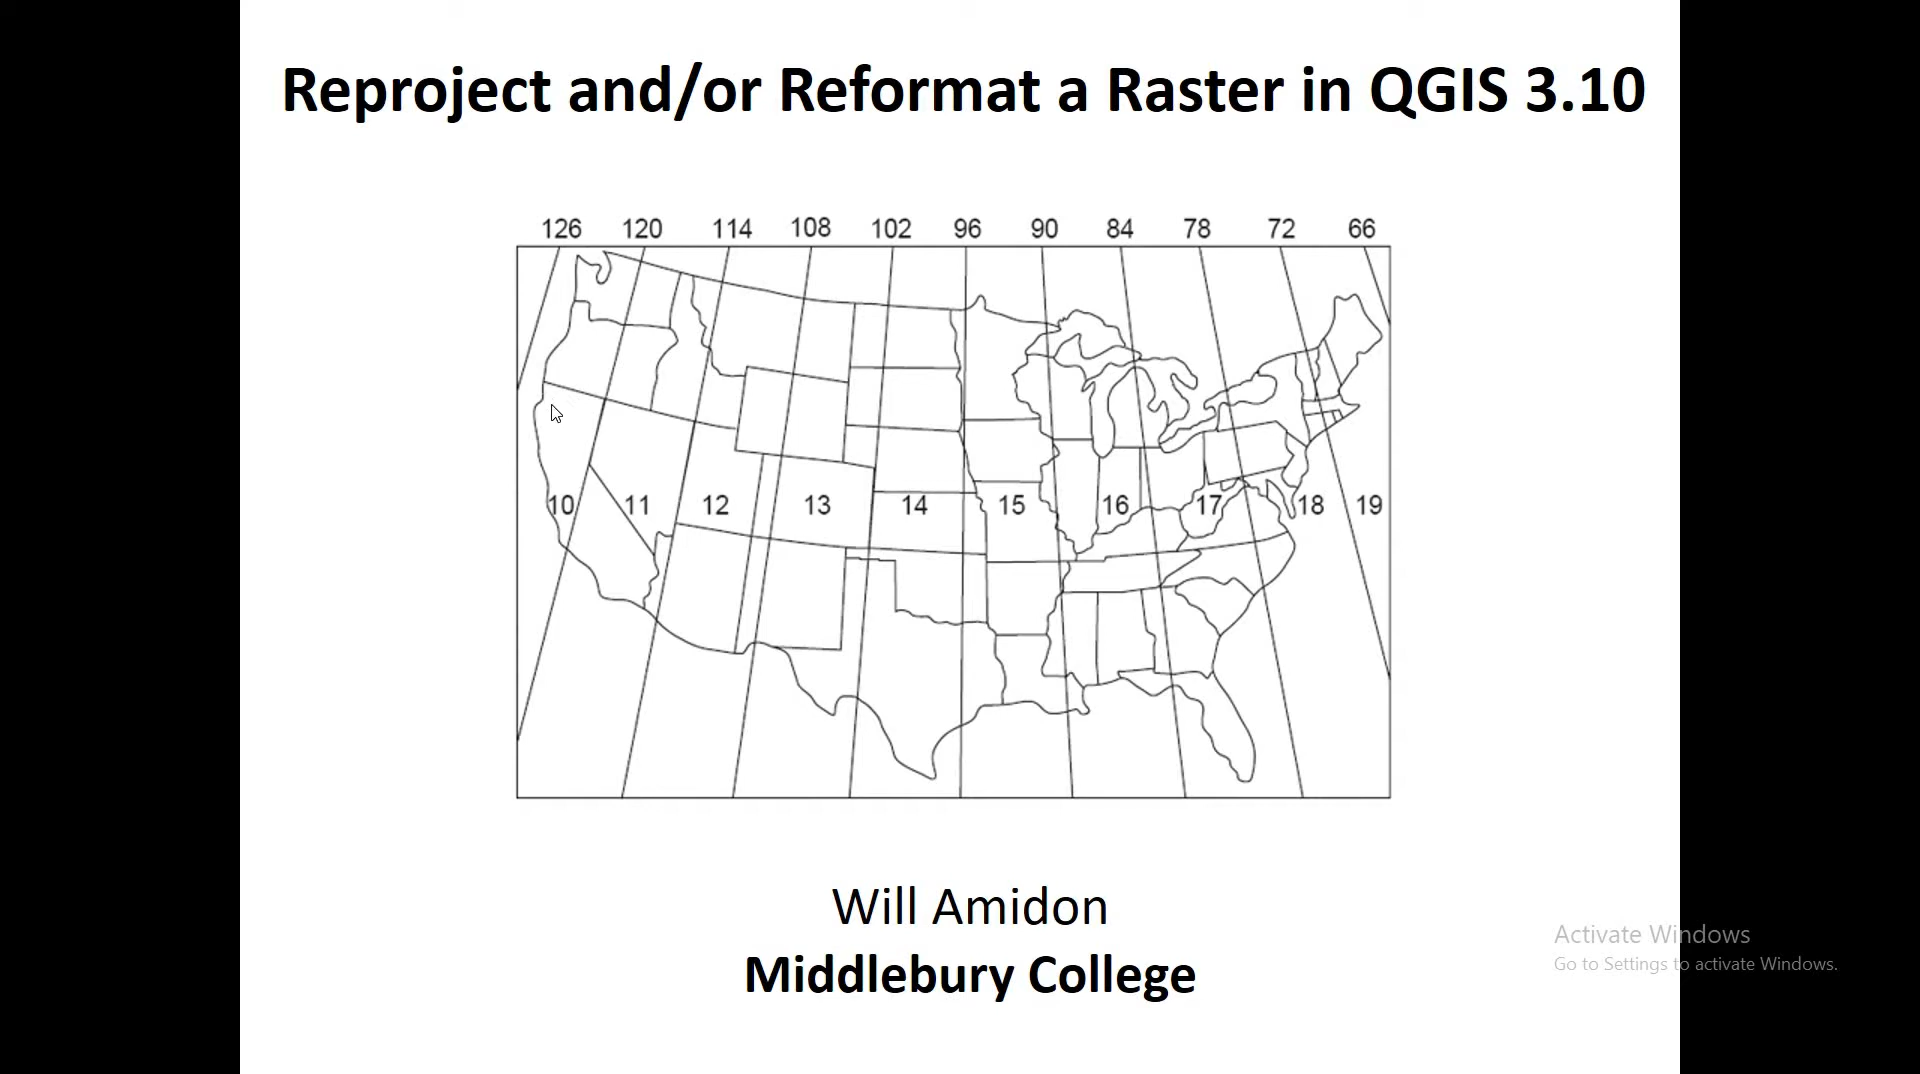 Reproject and/or Reformat a Raster in QGIS 3.10
126 120 114 108 102 96 90 84 78 72 66
10 11 12 13 14 15 16 17 18 19
Will Amidon
Middlebury College
Activate Windows
Go to Settings to activate Windows.